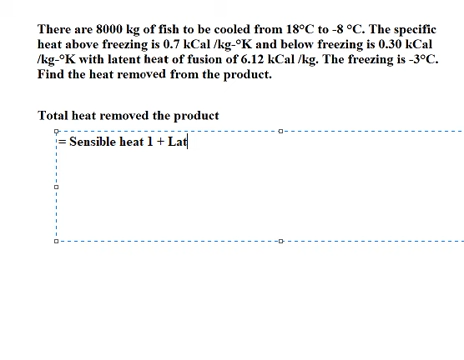 There are 8000 kg of fish to be cooled from 18°C to -8 °C. The specific
heat above freezing is 0.7 kCal /kg-°K and below freezing is 0.30 kCal
/kg-°K with latent heat of fusion of 6.12 kCal /kg. The freezing is -3°C.
Find the heat removed from the product.
Total heat removed the product
= Sensible heat 1 + Lat